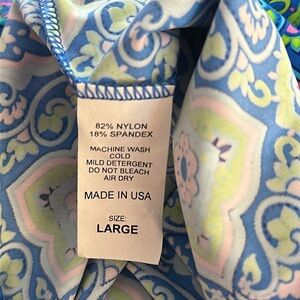 82% NYLON
18% SPANDEX
MACHINE WASH
COLD
MILD DETERGENT
DO NOT BLEACH
AIR DRY
MADE IN USA
SIZE:
LARGE